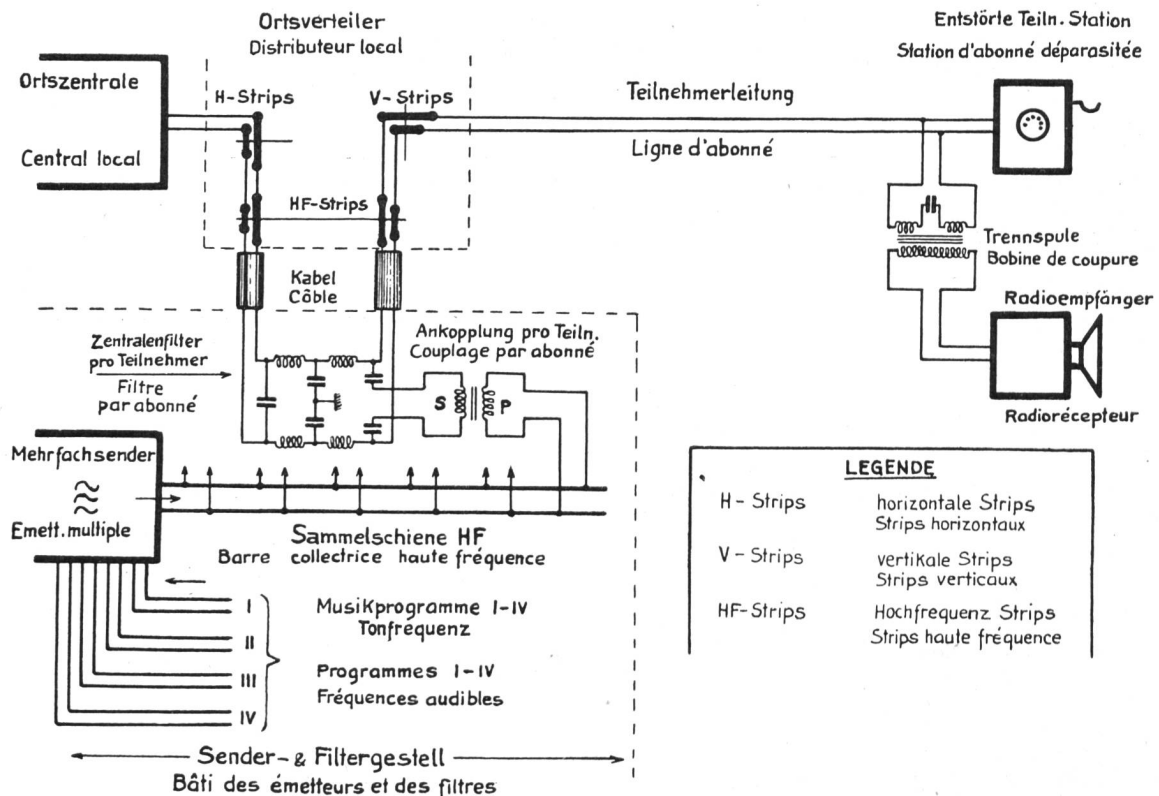 Ortsverteiler
Distributeur local
Entstörte Teiln. Station
Station d'abonné déparasitée
Ortszentrale
Central local
H-Strips
V-Strips
Teilnehmerleitung
Ligne d'abonné
HF-Strips
Trennspule
Bobine de coupure
Kabel
Côble
Radioempfänger
Radiorécepteur
Zentralenfilter
pro Teilnehmer
Filtre
par abonné
Ankopplung pro Teiln.
Couplage par abonné
S
P
Mehrfachsender
Emett. multiple
Sammelschiene HF
Barre collectrice haute fréquence
I
II
III
IV
Musikprogramme I-IV
Tonfrequenz
Programmes I-IV
Fréquences audibles
Sender- & Filtergestell
Bâti des émetteurs et des filtres
LEGENDE
H-Strips horizontale Strips
Strips horizontaux
V-Strips vertikale Strips
Strips verticaux
HF-Strips Hochfrequenz Strips
Strips haute fréquence